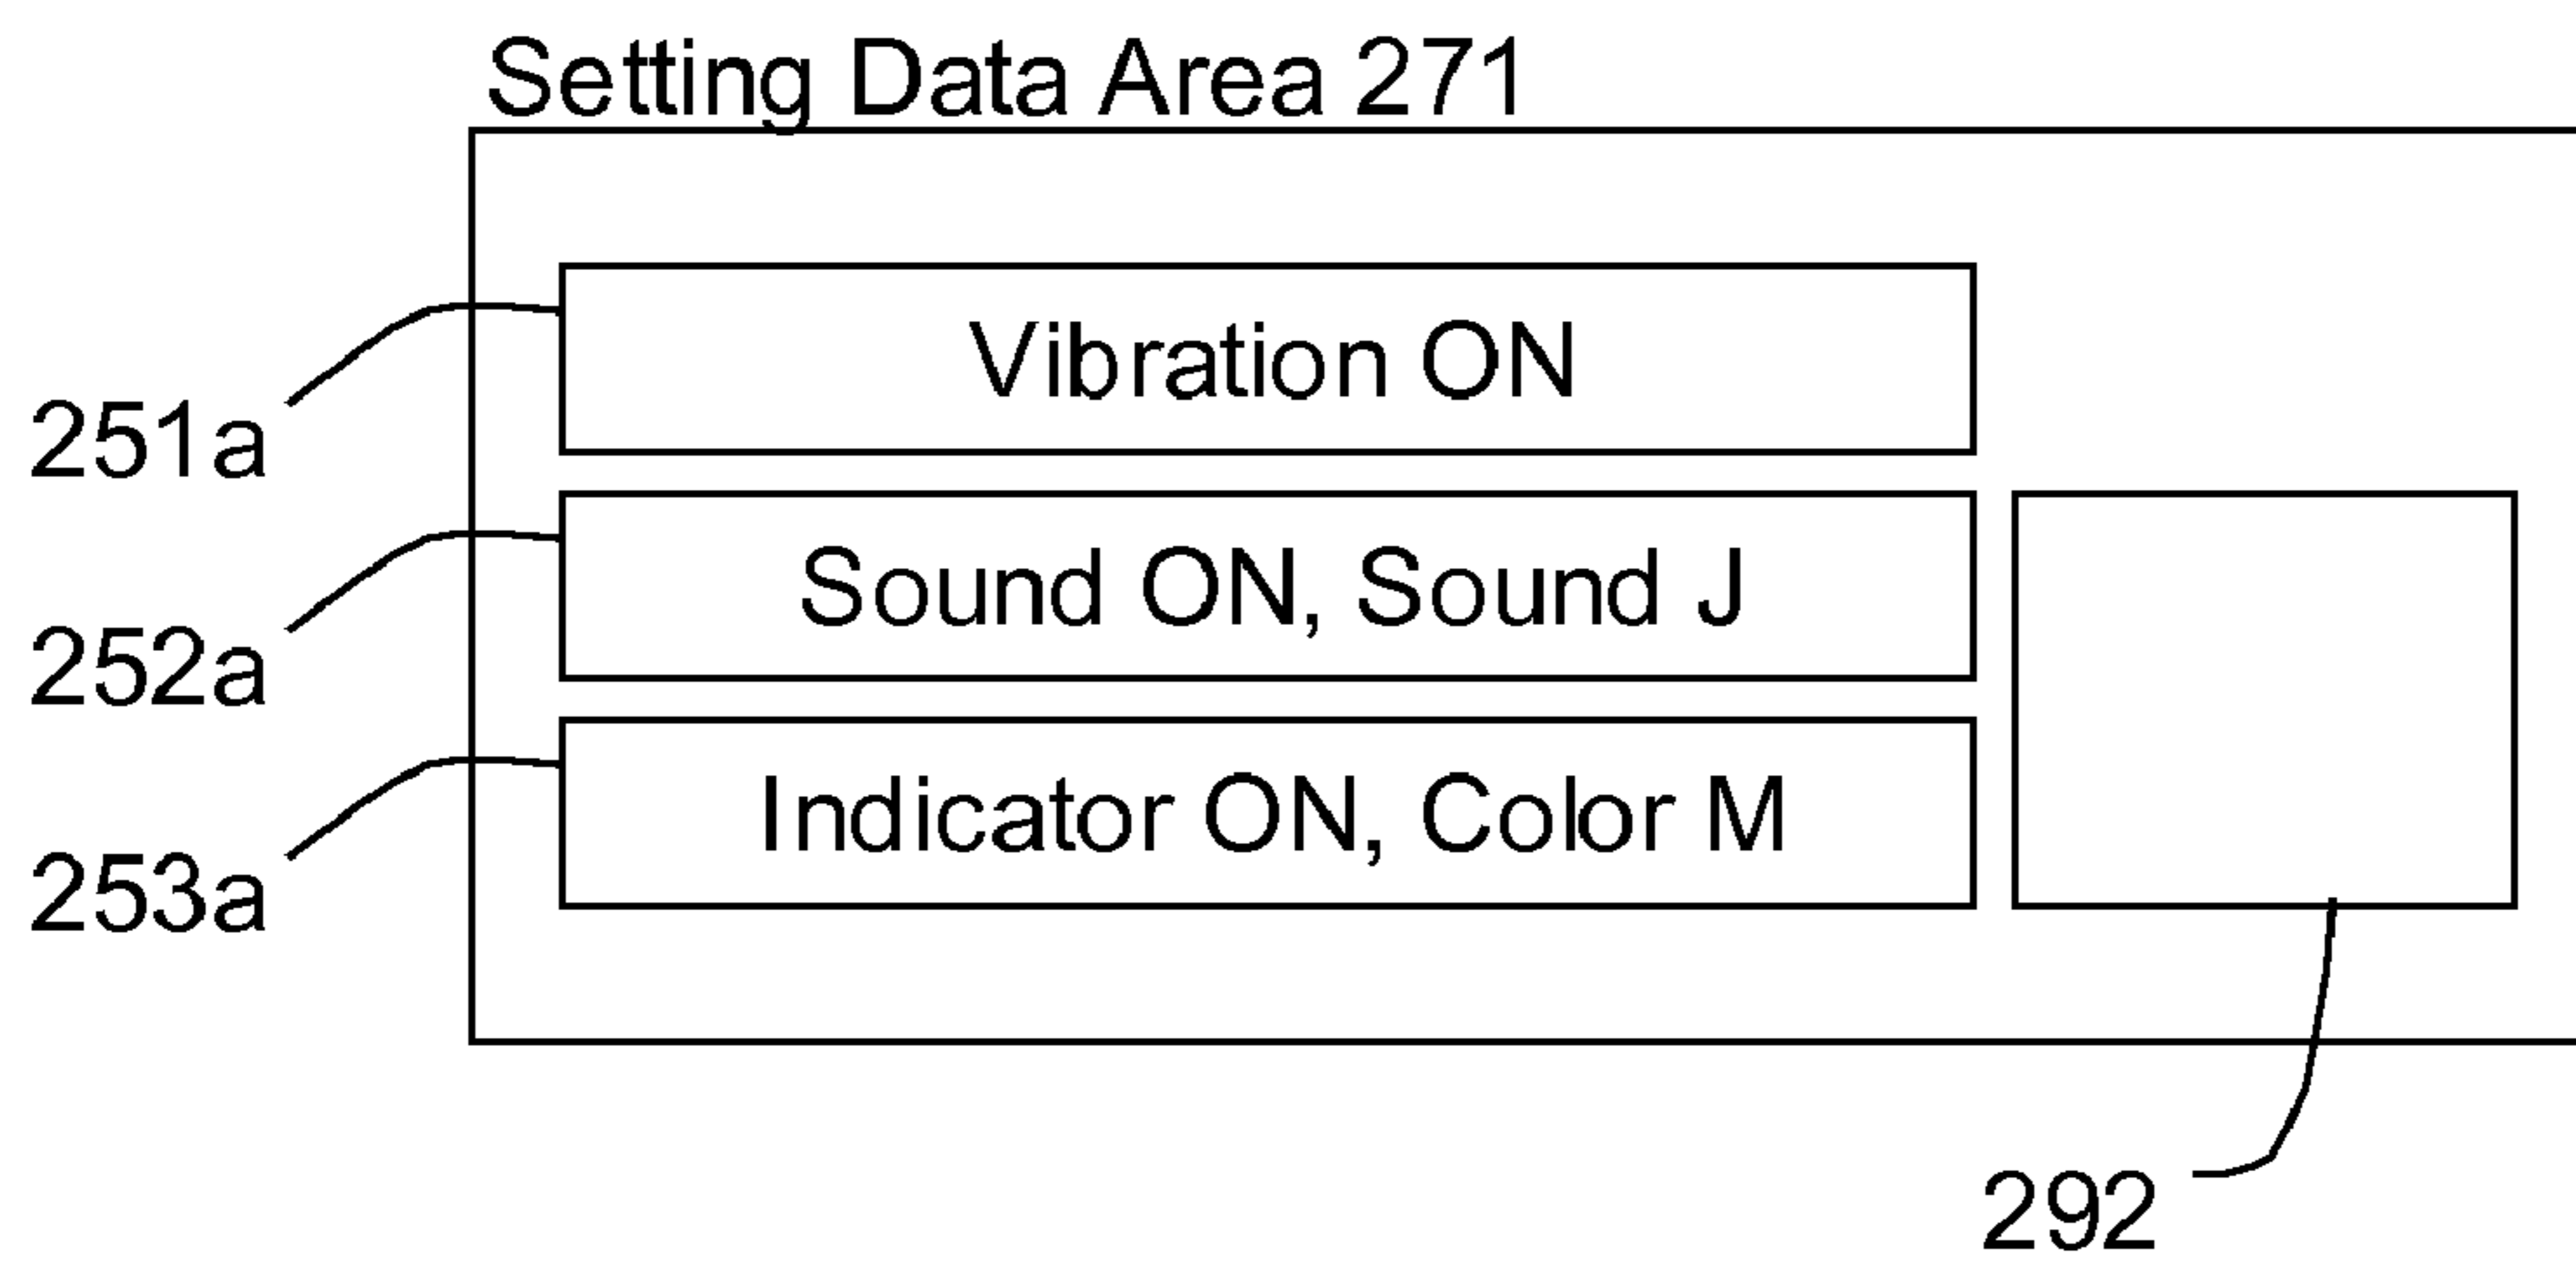 Setting Data Area 271
Vibration ON
251a
Sound ON, Sound J
252a
Indicator ON, Color M
253a
292